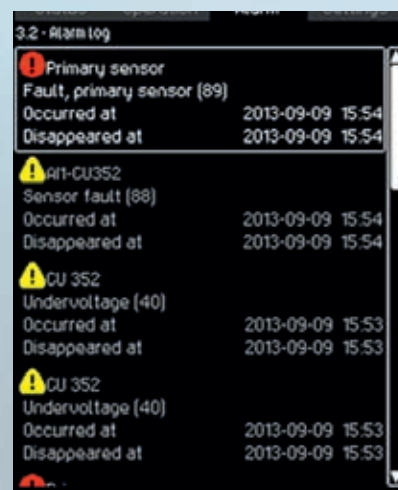 Status Operation Alarm Settings
3.2 - Alarm log
Primary sensor
Fault, primary sensor (89)
Occurred at 2013-09-09 15:54
Disappeared at 2013-09-09 15:54
AI1-CU352
Sensor fault (88)
Occurred at 2013-09-09 15:54
Disappeared at 2013-09-09 15:54
CU 352
Undervoltage (40)
Occurred at 2013-09-09 15:53
Disappeared at 2013-09-09 15:53
CU 352
Undervoltage (40)
Occurred at 2013-09-09 15:53
Disappeared at 2013-09-09 15:53